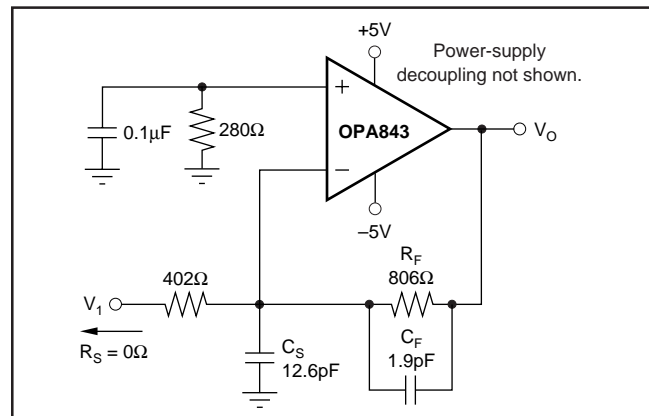 +5V
Power-supply
decoupling not shown.
+
OPA843
−
0.1µF
280Ω
V_O
−5V
R_F
806Ω
402Ω
V_1
R_S = 0Ω
C_S
12.6pF
C_F
1.9pF